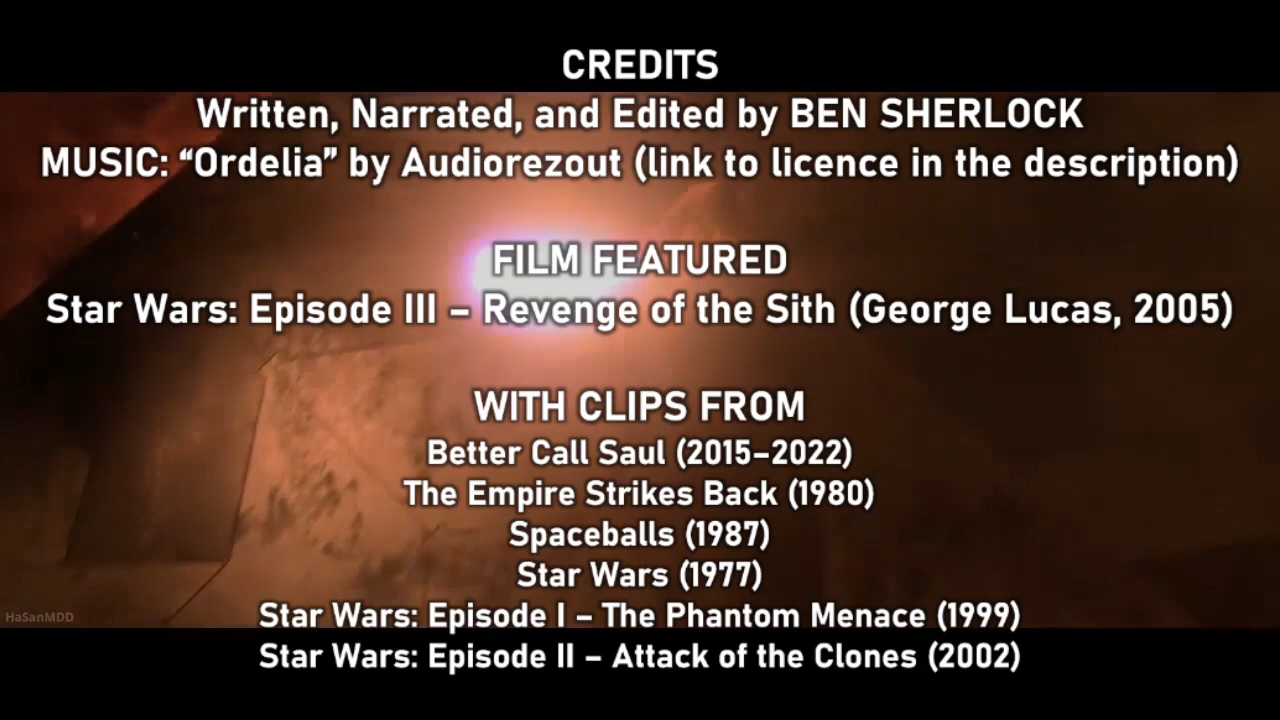 CREDITS
Written, Narrated, and Edited by BEN SHERLOCK
MUSIC: “Ordelia” by Audiorezout (link to licence in the description)
FILM FEATURED
Star Wars: Episode III – Revenge of the Sith (George Lucas, 2005)
WITH CLIPS FROM
Better Call Saul (2015–2022)
The Empire Strikes Back (1980)
Spaceballs (1987)
Star Wars (1977)
HaSanMDD
Star Wars: Episode I – The Phantom Menace (1999)
Star Wars: Episode II – Attack of the Clones (2002)